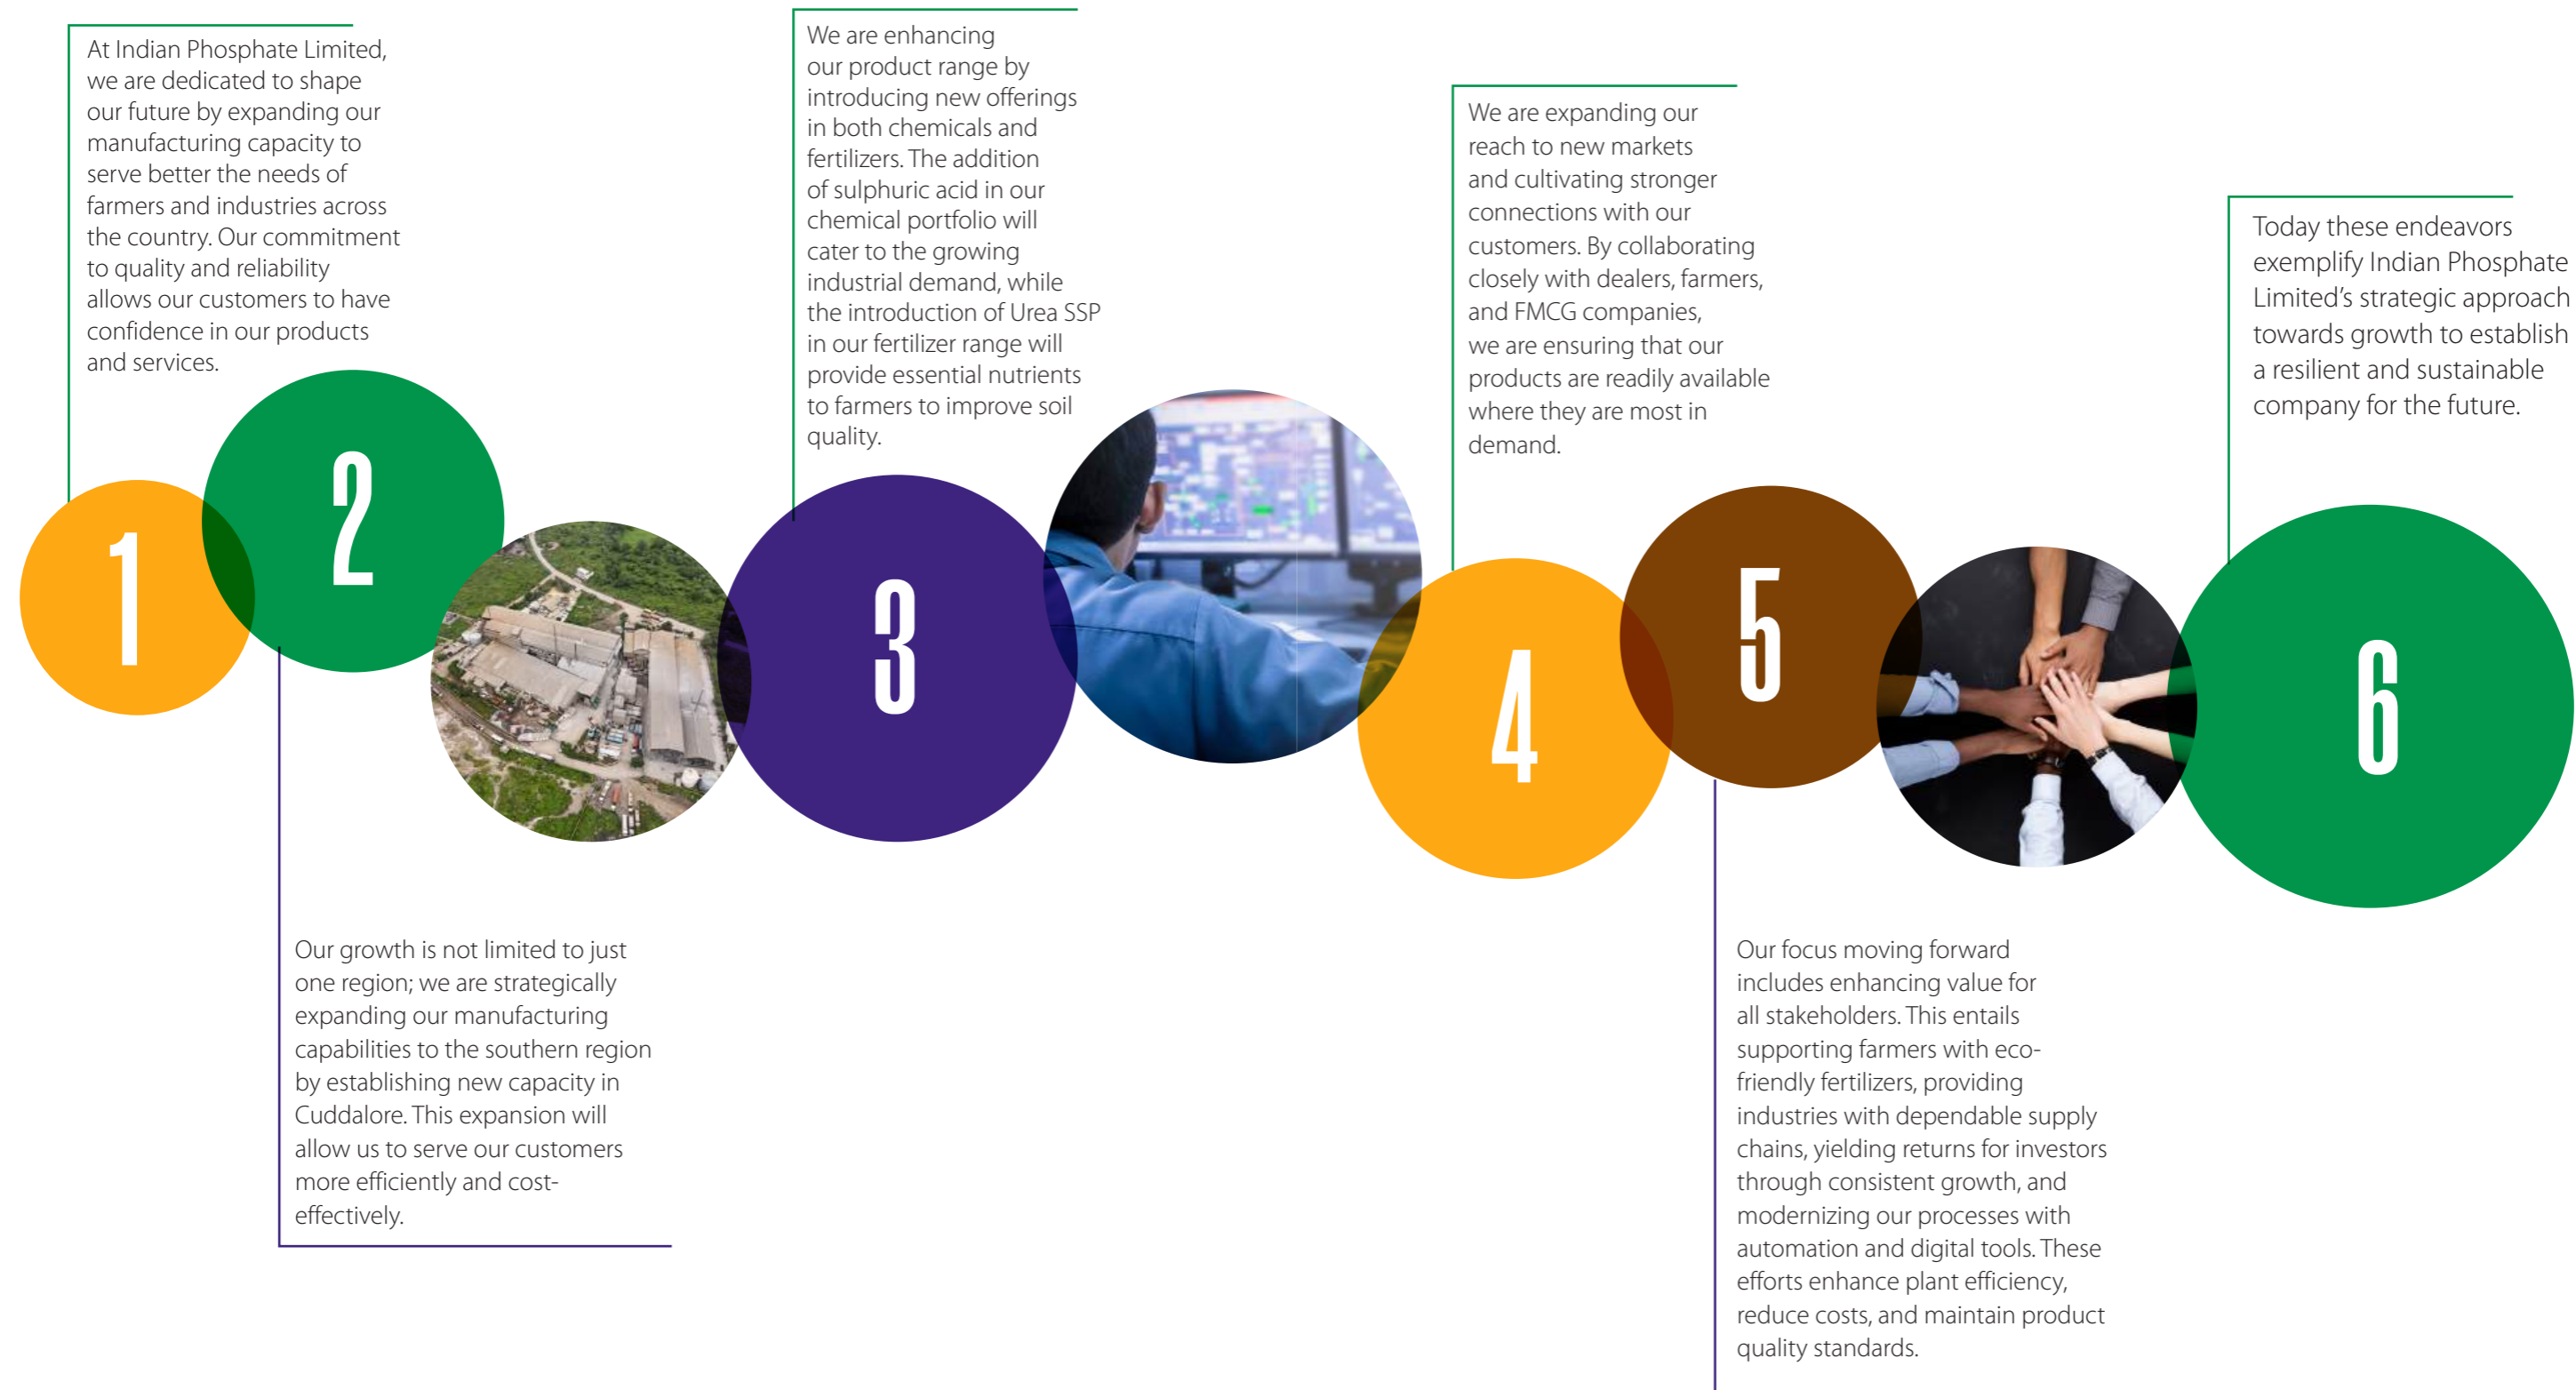 At Indian Phosphate Limited,
we are dedicated to shape
our future by expanding our
manufacturing capacity to
serve better the needs of
farmers and industries across
the country. Our commitment
to quality and reliability
allows our customers to have
confidence in our products
and services.
1
2
Our growth is not limited to just
one region; we are strategically
expanding our manufacturing
capabilities to the southern region
by establishing new capacity in
Cuddalore. This expansion will
allow us to serve our customers
more efficiently and cost-
effectively.
We are enhancing
our product range by
introducing new offerings
in both chemicals and
fertilizers. The addition
of sulphuric acid in our
chemical portfolio will
cater to the growing
industrial demand, while
the introduction of Urea SSP
in our fertilizer range will
provide essential nutrients
to farmers to improve soil
quality.
3
We are expanding our
reach to new markets
and cultivating stronger
connections with our
customers. By collaborating
closely with dealers, farmers,
and FMCG companies,
we are ensuring that our
products are readily available
where they are most in
demand.
4
5
Our focus moving forward
includes enhancing value for
all stakeholders. This entails
supporting farmers with eco-
friendly fertilizers, providing
industries with dependable supply
chains, yielding returns for investors
through consistent growth, and
modernizing our processes with
automation and digital tools. These
efforts enhance plant efficiency,
reduce costs, and maintain product
quality standards.
Today these endeavors
exemplify Indian Phosphate
Limited’s strategic approach
towards growth to establish
a resilient and sustainable
company for the future.
6